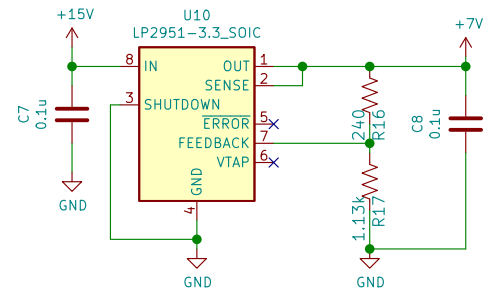 +15V
U10
LP2951-3.3_SOIC
+7V
8
IN
OUT
1
SENSE
2
3
SHUTDOWN
C7
0.1u
ERROR
5
FEEDBACK
7
VTAP
6
GND
4
240
R16
C8
0.1u
1.13k
R17
GND
GND
GND